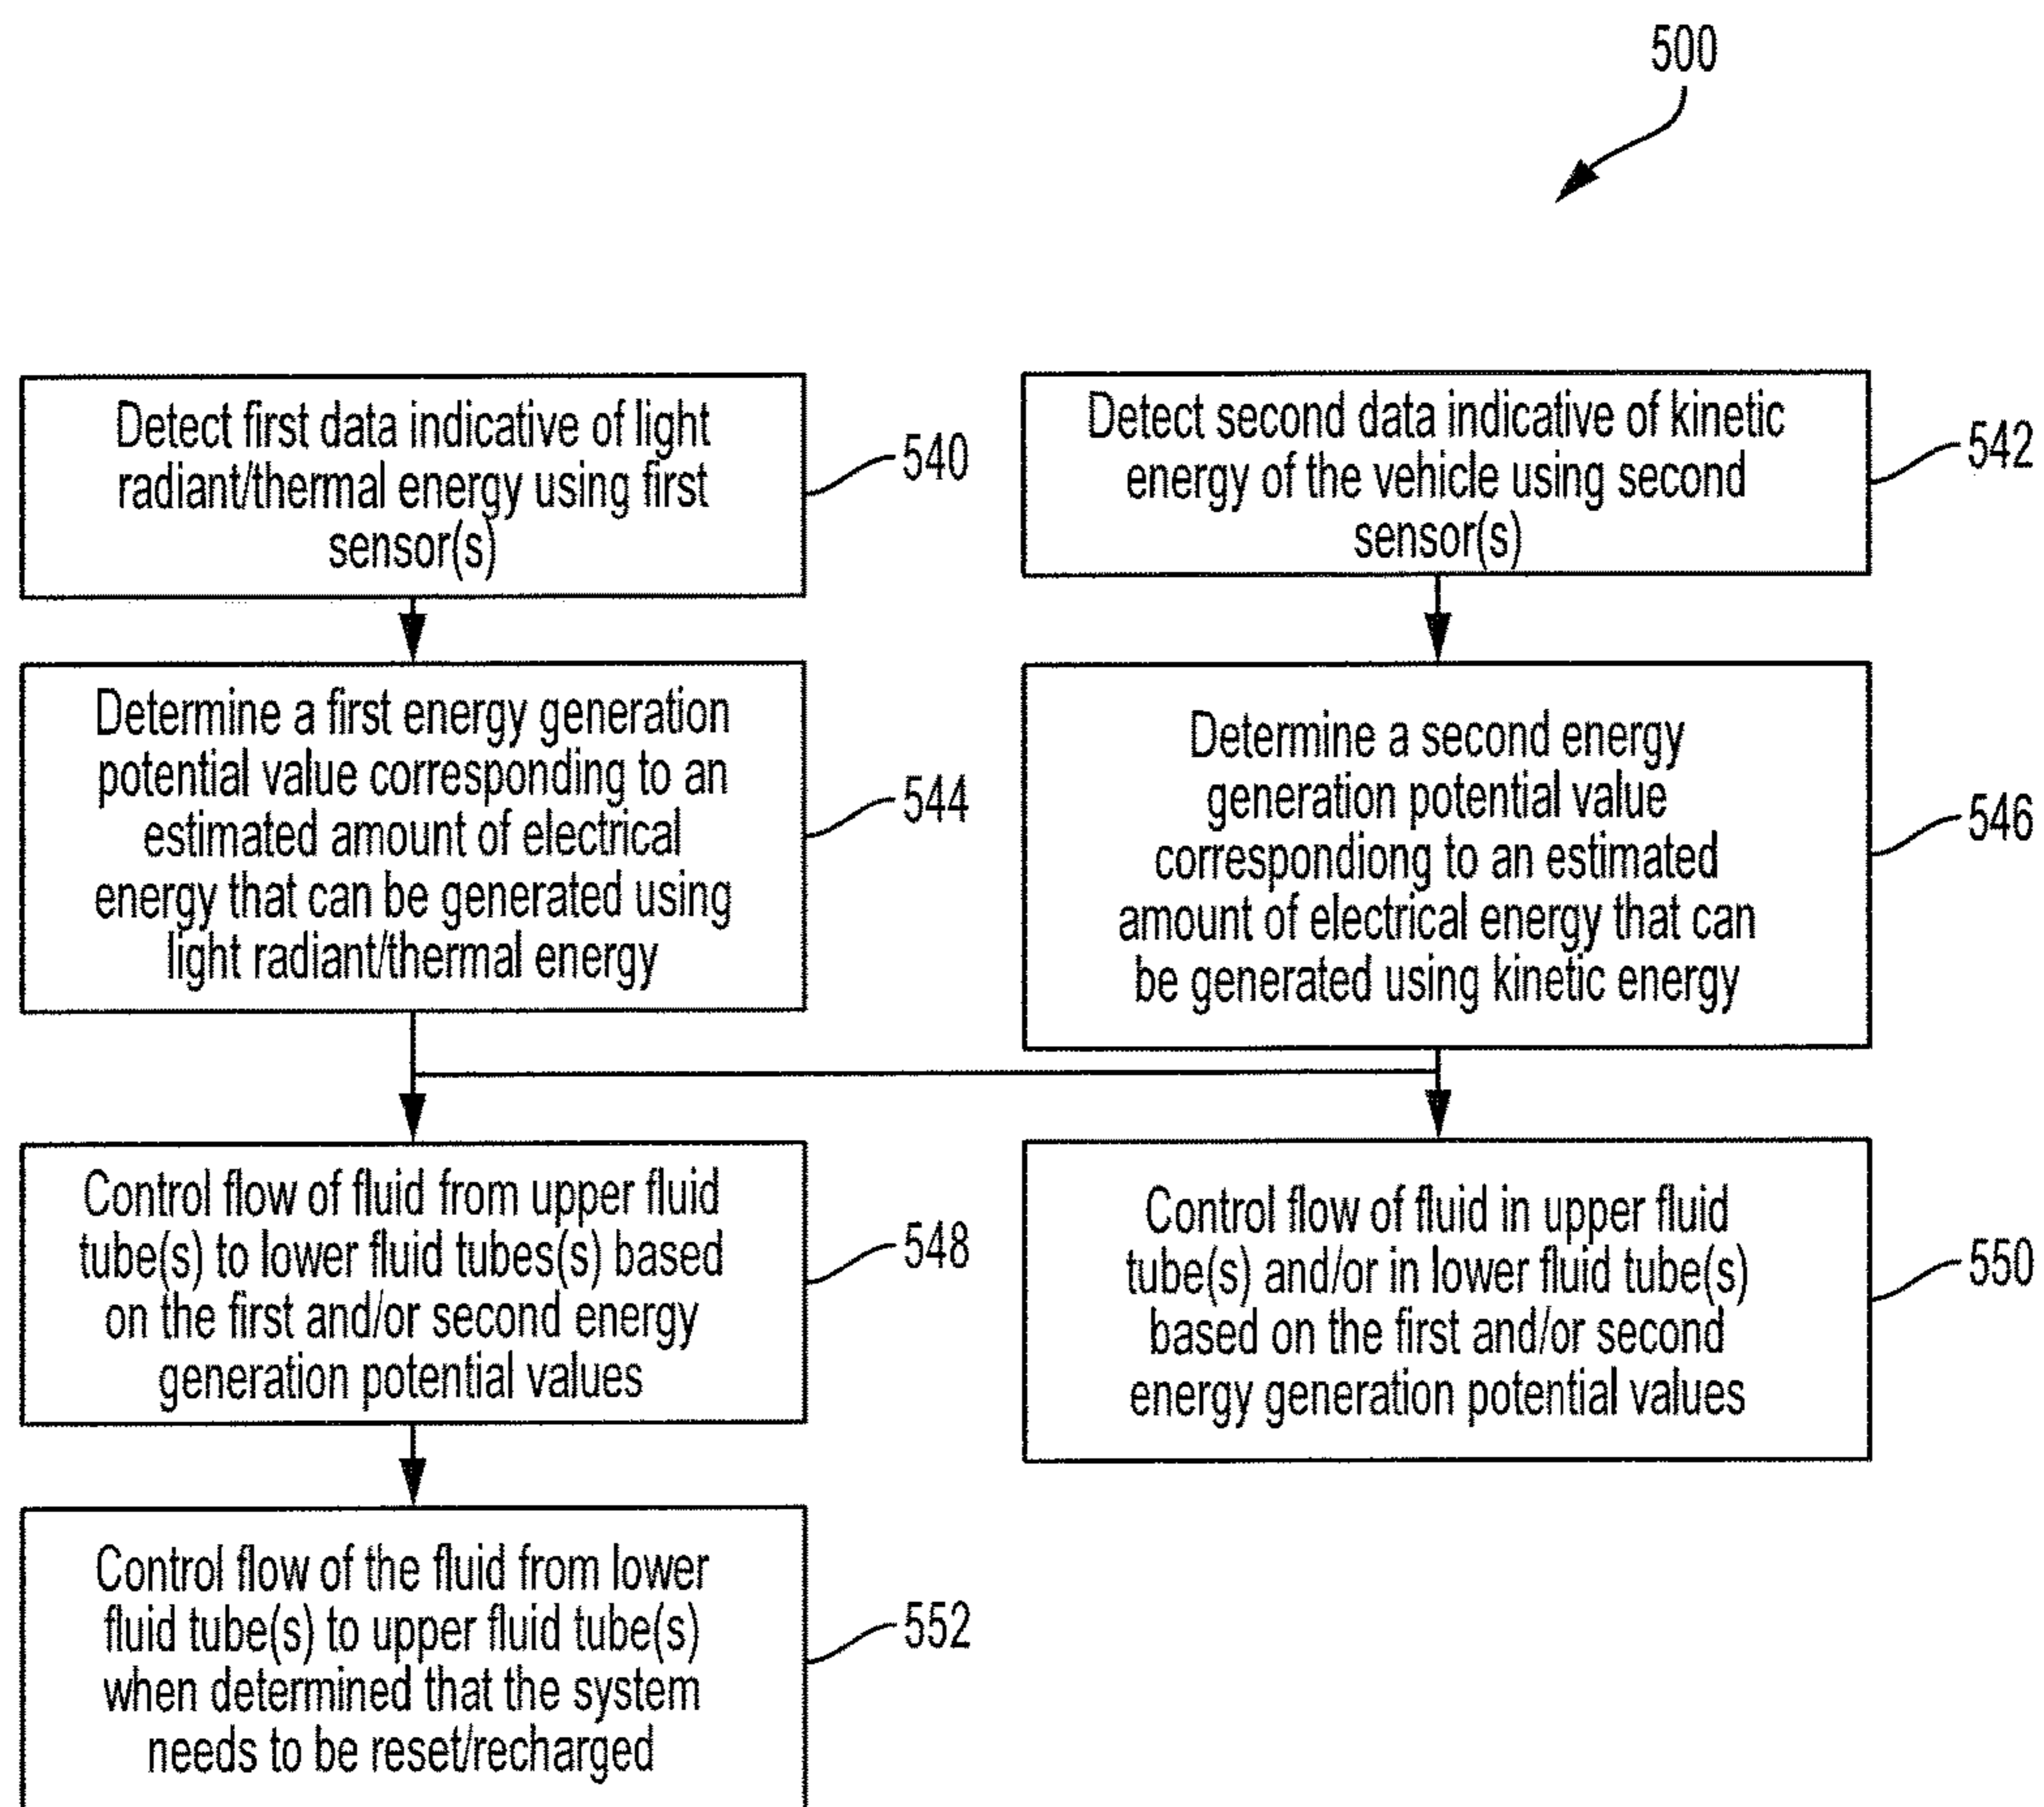 500
Detect first data indicative of light
radiant/thermal energy using first
sensor(s)
540
Detect second data indicative of kinetic
energy of the vehicle using second
sensor(s)
542
Determine a first energy generation
potential value corresponding to an
estimated amount of electrical
energy that can be generated using
light radiant/thermal energy
544
Determine a second energy
generation potential value
correspondiong to an estimated
amount of electrical energy that can
be generated using kinetic energy
546
Control flow of fluid from upper fluid
tube(s) to lower fluid tubes(s) based
on the first and/or second energy
generation potential values
548
Control flow of fluid in upper fluid
tube(s) and/or in lower fluid tube(s)
based on the first and/or second
energy generation potential values
550
Control flow of the fluid from lower
fluid tube(s) to upper fluid tube(s)
when determined that the system
needs to be reset/recharged
552